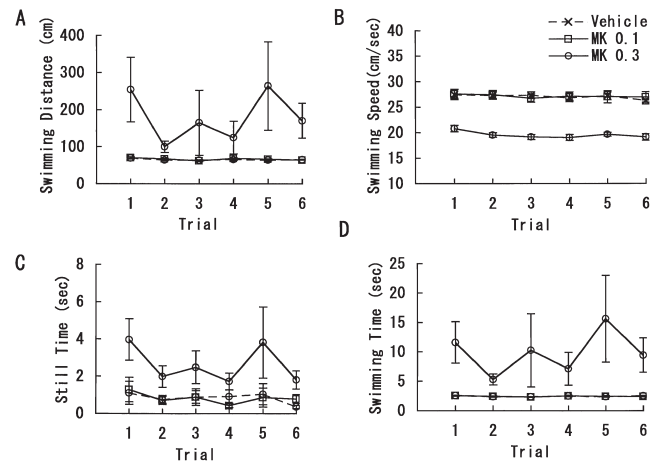 A
Swimming Distance (cm)
400
300
200
100
0
1 2 3 4 5 6
Trial
B
Swimming Speed(cm/sec)
40
35
30
25
20
15
10
1 2 3 4 5 6
Trial
Vehicle
MK 0.1
MK 0.3
C
Still Time (sec)
8
6
4
2
0
1 2 3 4 5 6
Trial
D
Swimming Time (sec)
25
20
15
10
5
0
1 2 3 4 5 6
Trial